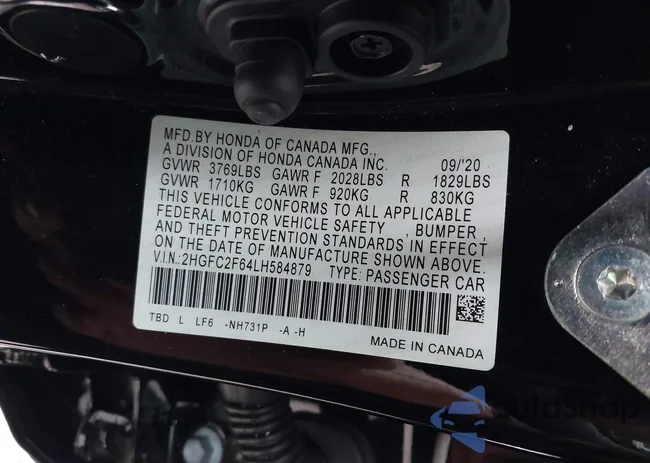 MFD.BY HONDA OF CANADA MFG.,
A DIVISION OF HONDA CANADA INC. 09/'20
GVWR 3769LBS GAWR F 2028LBS R 1829LBS
GVWR 1710KG GAWR F 920KG R 830KG
THIS VEHICLE CONFORMS TO ALL APPLICABLE
FEDERAL MOTOR VEHICLE SAFETY , BUMPER,
AND THEFT PREVENTION STANDARDS IN EFFECT
ON THE DATE OF MANUFACTURE SHOWN ABOVE.
V.I.N.:2HGFC2F64LH584879 TYPE: PASSENGER CAR
TBD L LF6 -NH731P -A -H
MADE IN CANADA
AutoSnap